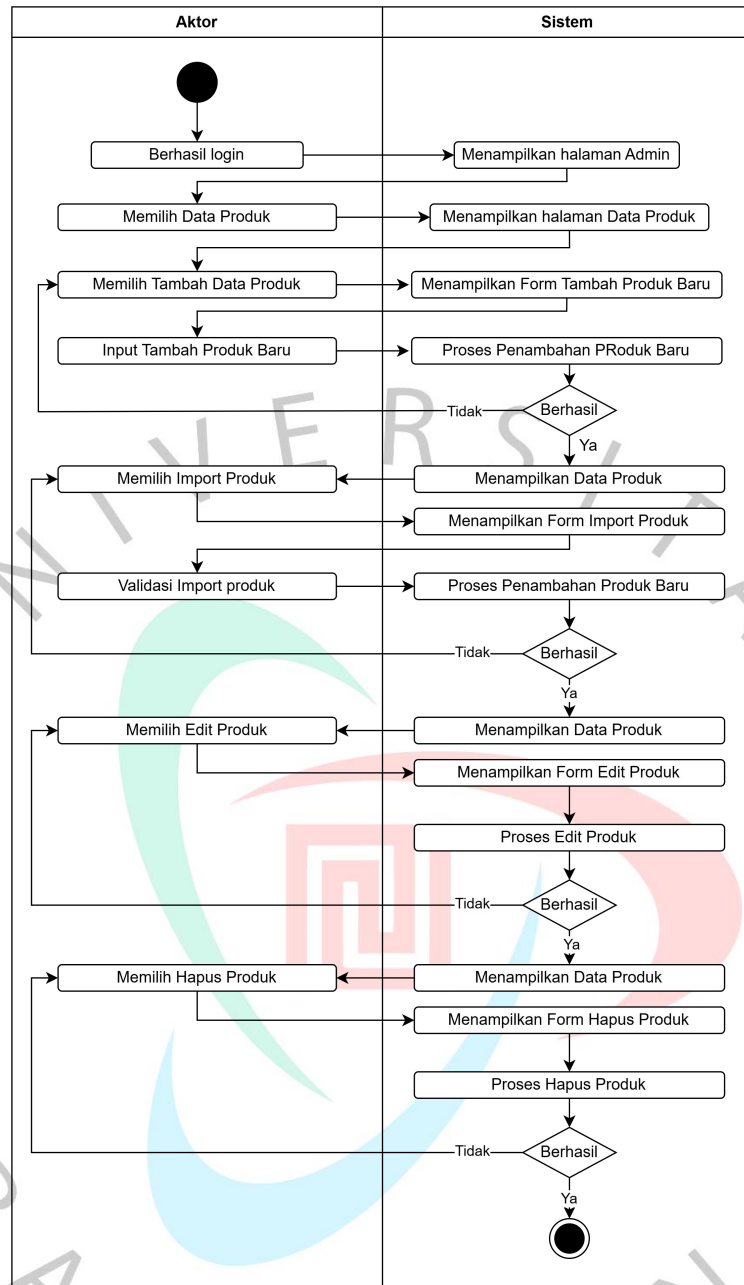 Aktor
Sistem
Berhasil login
Menampilkan halaman Admin
Memilih Data Produk
Menampilkan halaman Data Produk
Memilih Tambah Data Produk
Menampilkan Form Tambah Produk Baru
Input Tambah Produk Baru
Proses Penambahan PRoduk Baru
Tidak
Berhasil
Ya
Memilih Import Produk
Menampilkan Data Produk
Menampilkan Form Import Produk
Validasi Import produk
Proses Penambahan Produk Baru
Tidak
Berhasil
Ya
Memilih Edit Produk
Menampilkan Data Produk
Menampilkan Form Edit Produk
Proses Edit Produk
Tidak
Berhasil
Ya
Memilih Hapus Produk
Menampilkan Data Produk
Menampilkan Form Hapus Produk
Proses Hapus Produk
Tidak
Berhasil
Ya